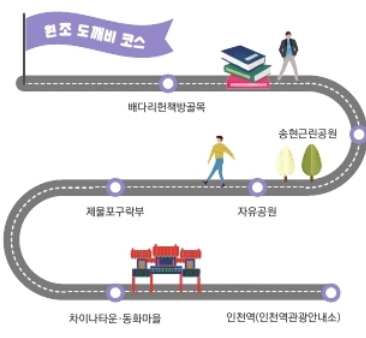 원조 도깨비 코스
배다리헌책방골목
송현근린공원
제물포구락부
자유공원
차이나타운·동화마을
인천역(인천역관광안내소)